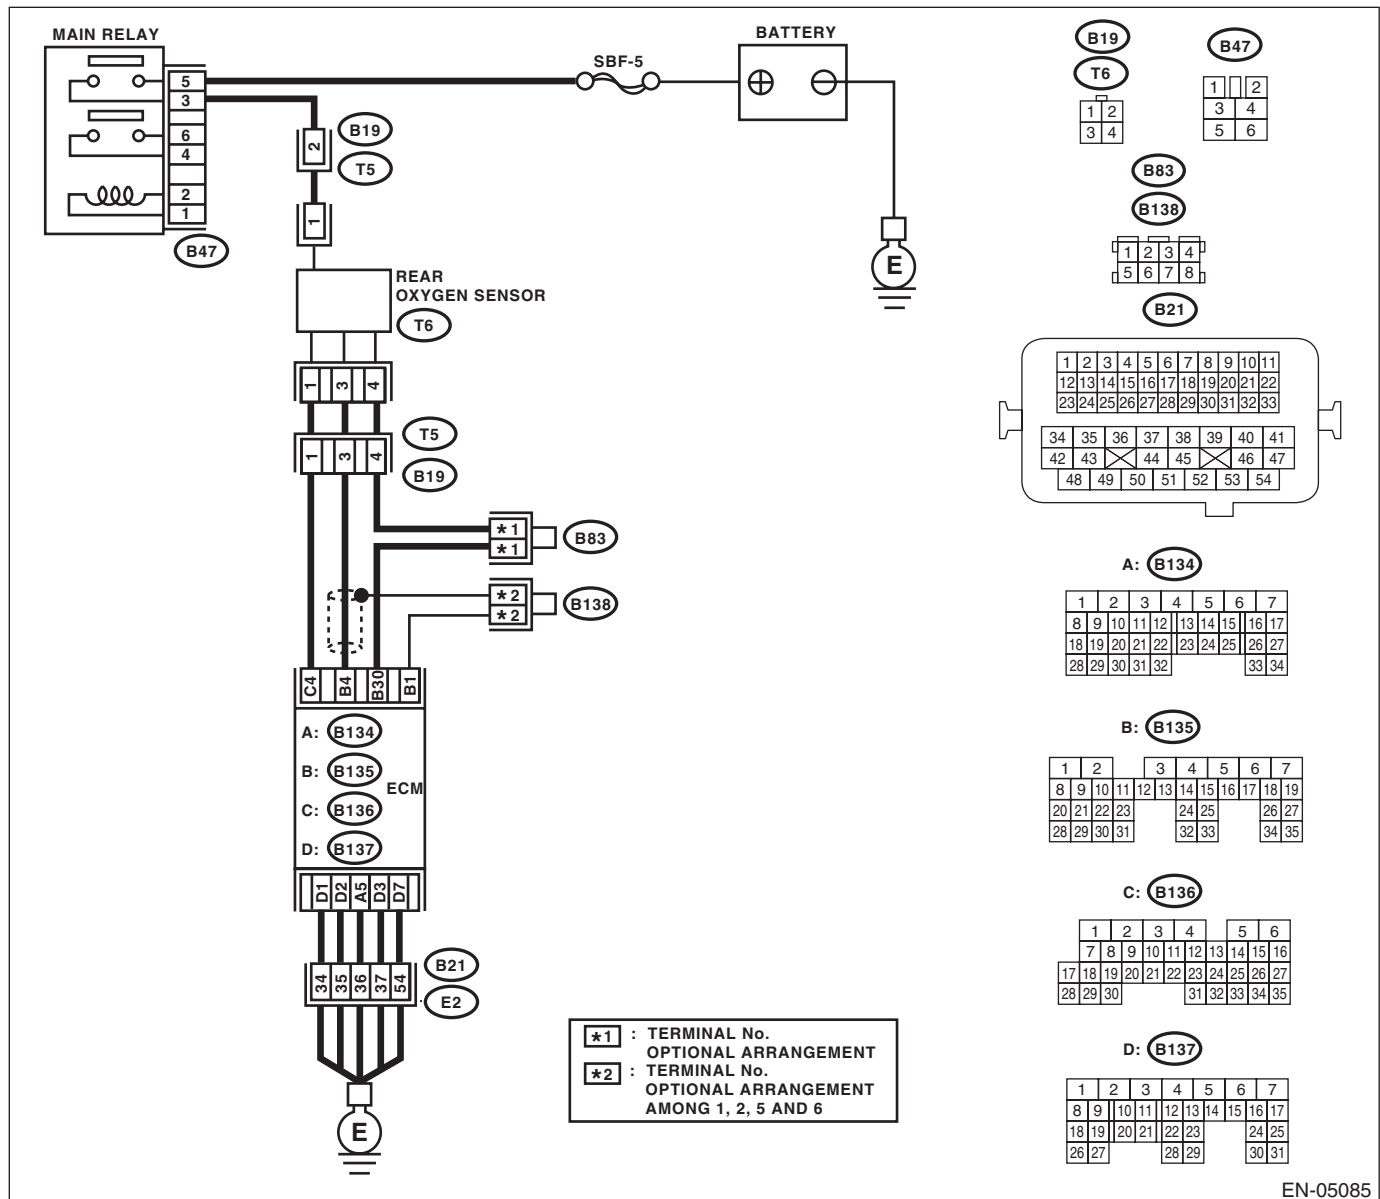 MAIN RELAY
5
3
6
4
2
1
B47
SBF-5
BATTERY
E
2
B19
T5
1
REAR
OXYGEN SENSOR
T6
1 3 4
T5
1 3 4
B19
*1
*1
B83
*2
*2
B138
C4 B4 B30 B1
A: B134
B: B135
ECM
C: B136
D: B137
D1 D2 A5 D3 D7
34 35 36 37 54
B21
E2
E
*1 : TERMINAL No.
OPTIONAL ARRANGEMENT
*2 : TERMINAL No.
OPTIONAL ARRANGEMENT
AMONG 1, 2, 5 AND 6
B19
T6
1 2
3 4
B47
1 2
3 4
5 6
B83
B138
1 2 3 4
5 6 7 8
B21
1 2 3 4 5 6 7 8 9 10 11
12 13 14 15 16 17 18 19 20 21 22
23 24 25 26 27 28 29 30 31 32 33
34 35 36 37 38 39 40 41
42 43 44 45 46 47
48 49 50 51 52 53 54
A: B134
1 2 3 4 5 6 7
8 9 10 11 12 13 14 15 16 17
18 19 20 21 22 23 24 25 26 27
28 29 30 31 32 33 34
B: B135
1 2 3 4 5 6 7
8 9 10 11 12 13 14 15 16 17 18 19
20 21 22 23 24 25 26 27
28 29 30 31 32 33 34 35
C: B136
1 2 3 4 5 6
7 8 9 10 11 12 13 14 15 16
17 18 19 20 21 22 23 24 25 26 27
28 29 30 31 32 33 34 35
D: B137
1 2 3 4 5 6 7
8 9 10 11 12 13 14 15 16 17
18 19 20 21 22 23 24 25
26 27 28 29 30 31
EN-05085